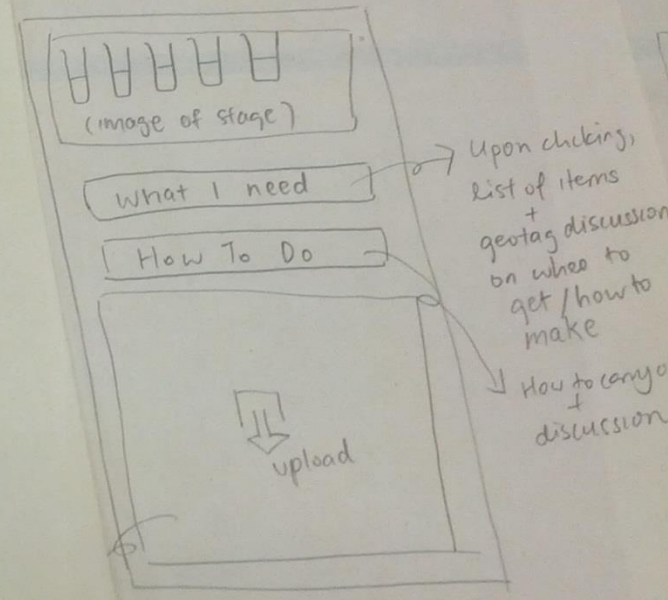 (image of stage)
What I need
How To Do
upload
Upon clicking,
list of items
+
geotag discussion
on where to
get / how to
make
How to carry o
+
discussion